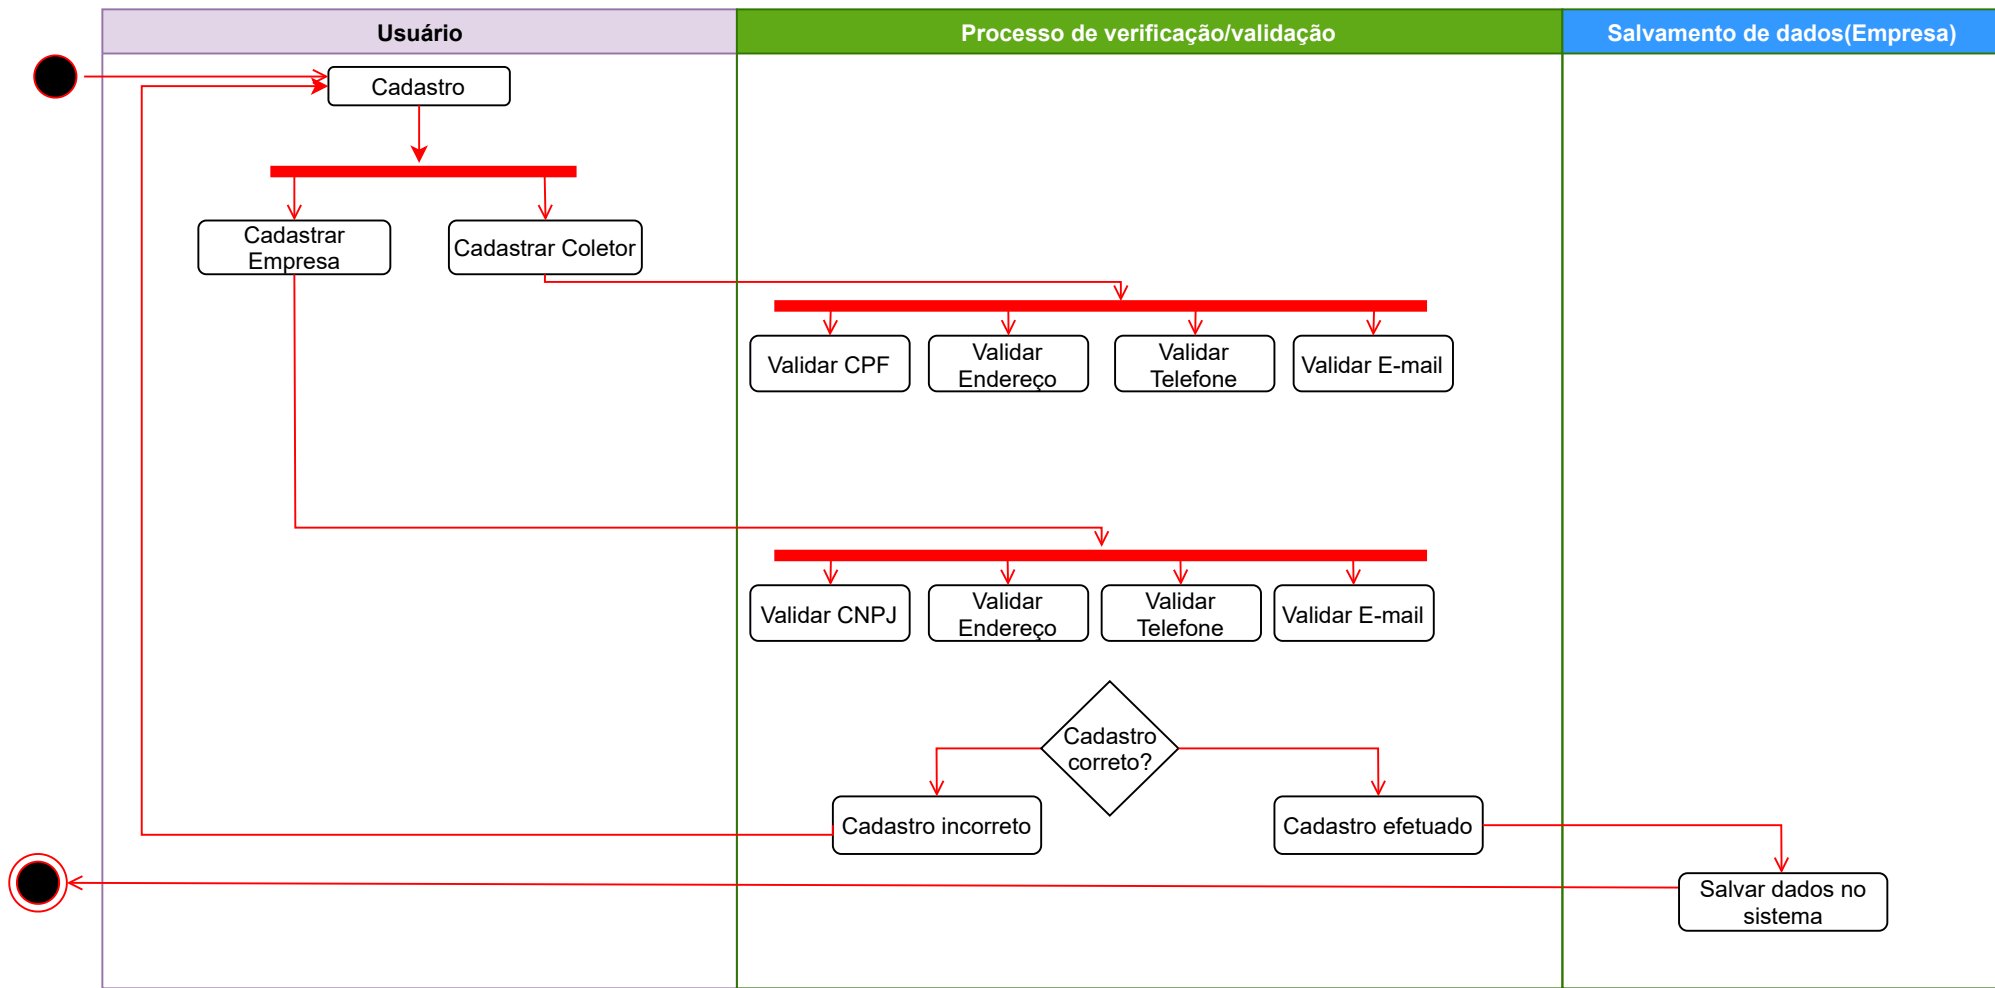 Usuário
Processo de verificação/validação
Salvamento de dados(Empresa)
Cadastro
Cadastrar
Empresa
Cadastrar Coletor
Validar CPF
Validar
Endereço
Validar
Telefone
Validar E-mail
Validar CNPJ
Validar
Endereço
Validar
Telefone
Validar E-mail
Cadastro
correto?
Cadastro incorreto
Cadastro efetuado
Salvar dados no
sistema